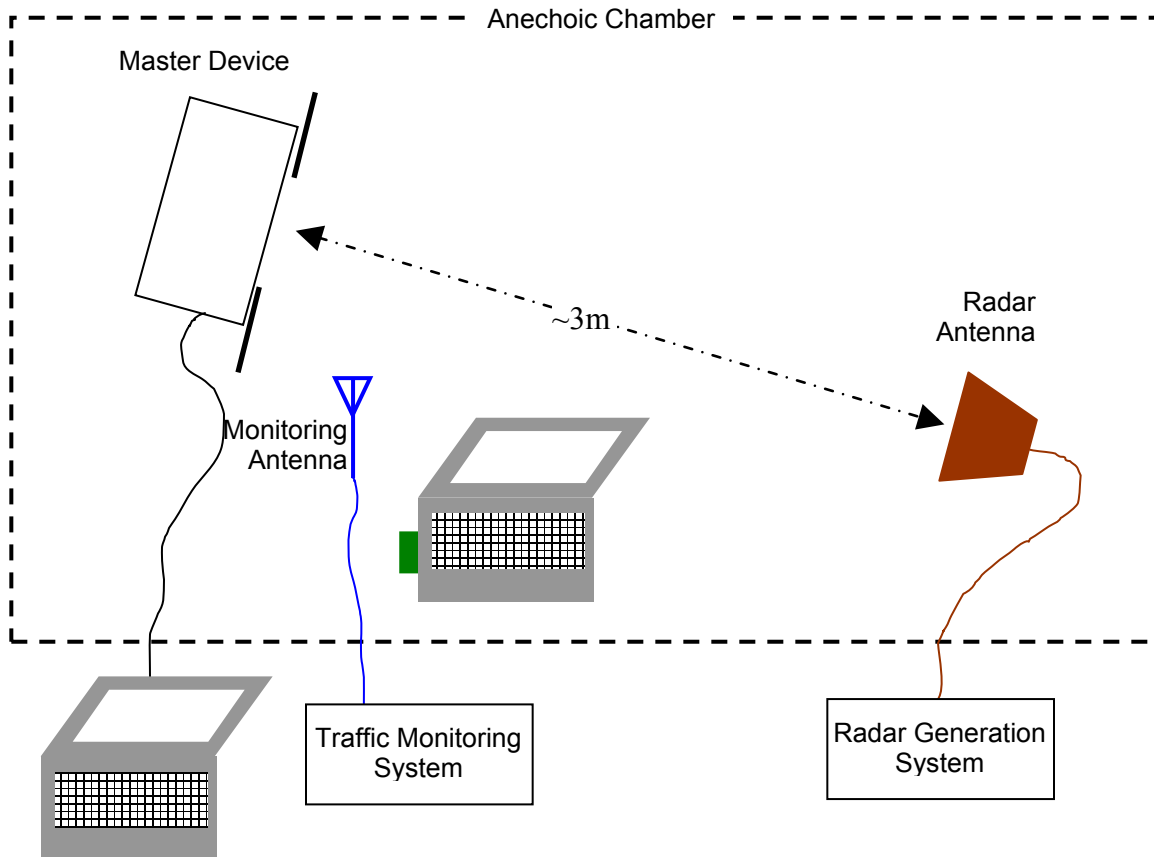 Anechoic Chamber
Master Device
~3m
Radar
Antenna
Monitoring
Antenna
Traffic Monitoring
System
Radar Generation
System